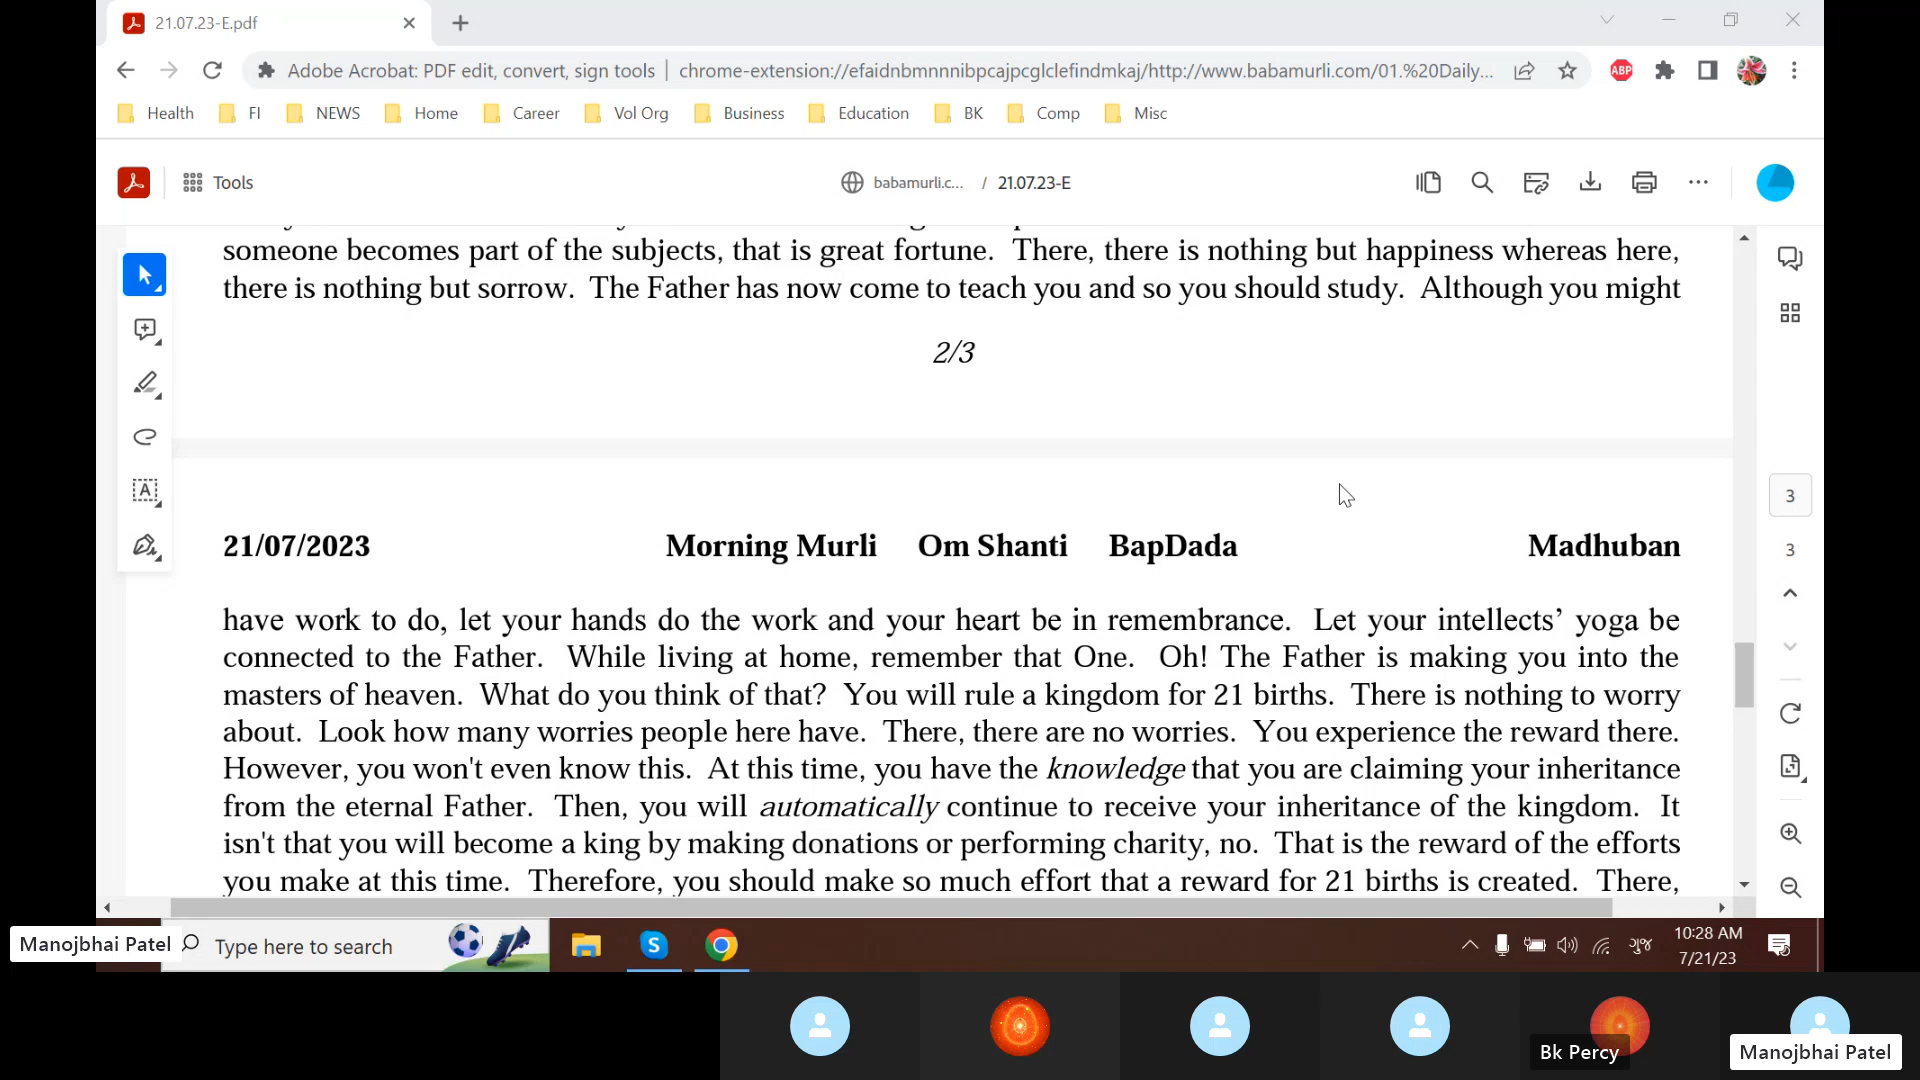 21.07.23-E.pdf
Adobe Acrobat: PDF edit, convert, sign tools | chrome-extension://efaidnbmnnnibpcajpcglclefindmkaj/http://www.babamurli.com/01.%20Daily...
ABP
Health FI NEWS Home Career Vol Org Business Education BK Comp Misc
Tools babamurli.c... / 21.07.23-E
someone becomes part of the subjects, that is great fortune. There, there is nothing but happiness whereas here,
there is nothing but sorrow. The Father has now come to teach you and so you should study. Although you might
2/3
3
3
21/07/2023 Morning Murli Om Shanti BapDada Madhuban
have work to do, let your hands do the work and your heart be in remembrance. Let your intellects’ yoga be
connected to the Father. While living at home, remember that One. Oh! The Father is making you into the
masters of heaven. What do you think of that? You will rule a kingdom for 21 births. There is nothing to worry
about. Look how many worries people here have. There, there are no worries. You experience the reward there.
However, you won't even know this. At this time, you have the knowledge that you are claiming your inheritance
from the eternal Father. Then, you will automatically continue to receive your inheritance of the kingdom. It
isn't that you will become a king by making donations or performing charity, no. That is the reward of the efforts
you make at this time. Therefore, you should make so much effort that a reward for 21 births is created. There,
Manojbhai Patel
Type here to search
ગુજ
10:28 AM
7/21/23
Bk Percy
Manojbhai Patel